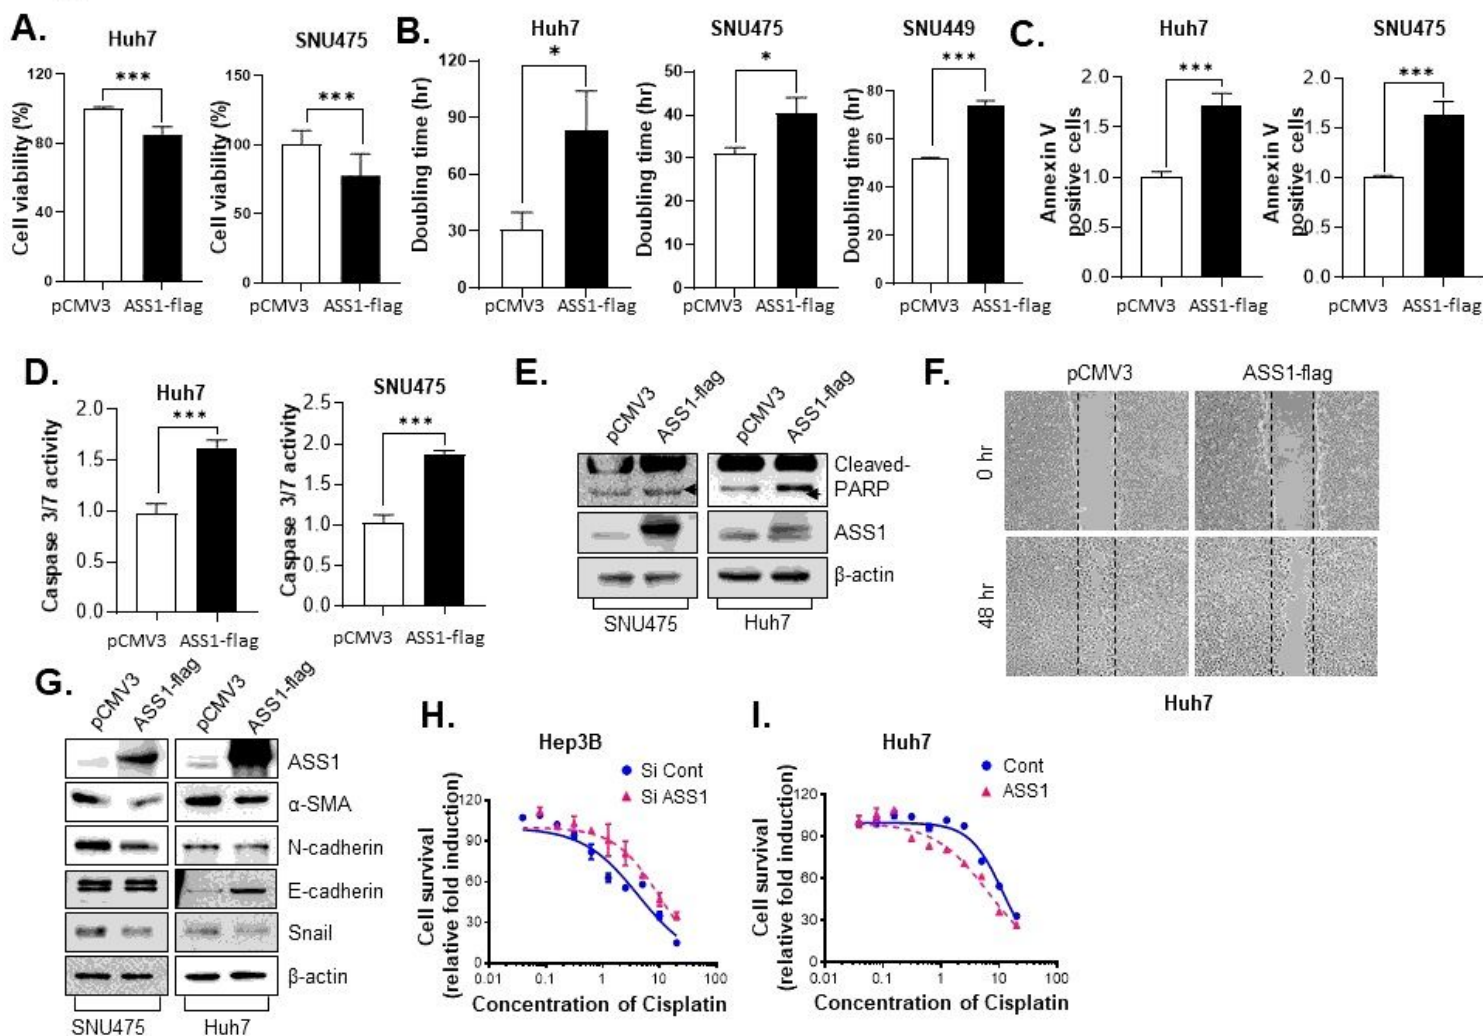 A.
Huh7
SNU475
Cell viability (%)
120
80
40
0
***
pCMV3 ASS1-flag
Cell viability (%)
150
100
50
0
***
pCMV3 ASS1-flag
B.
Huh7
SNU475
SNU449
Doubling time (hr)
120
90
60
30
0
*
pCMV3 ASS1-flag
Doubling time (hr)
50
40
30
20
10
0
*
pCMV3 ASS1-flag
Doubling time (hr)
80
60
40
20
0
***
pCMV3 ASS1-flag
C.
Huh7
SNU475
Annexin V
positive cells
2.0
1.5
1.0
0.5
0.0
***
pCMV3 ASS1-flag
Annexin V
positive cells
2.0
1.5
1.0
0.5
0.0
***
pCMV3 ASS1-flag
D.
Huh7
SNU475
Caspase 3/7 activity
2.0
1.5
1.0
0.5
0.0
***
pCMV3 ASS1-flag
Caspase 3/7 activity
2.5
2.0
1.5
1.0
0.5
0.0
***
pCMV3 ASS1-flag
E.
pCMV3
ASS1-flag
pCMV3
ASS1-flag
Cleaved-
PARP
ASS1
β-actin
SNU475
Huh7
F.
pCMV3
ASS1-flag
0 hr
48 hr
Huh7
G.
pCMV3
ASS1-flag
pCMV3
ASS1-flag
ASS1
α-SMA
N-cadherin
E-cadherin
Snail
β-actin
SNU475
Huh7
H.
Hep3B
Si Cont
Si ASS1
Cell survival
(relative fold induction)
120
90
60
30
0
0.01 0.1 1 10 100
Concentration of Cisplatin
I.
Huh7
Cont
ASS1
Cell survival
(relative fold induction)
120
90
60
30
0
0.01 0.1 1 10 100
Concentration of Cisplatin